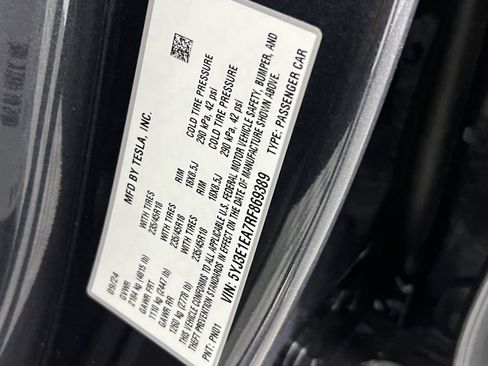 MFD BY TESLA, INC.
09/24
GVWR
2184 kg (4815 lb)
GAWR FRT WITH TIRES RIM COLD TIRE PRESSURE
1110 kg (2447 lb) 235/45R18 18X8.5J 290 kPa, 42 psi
GAWR RR WITH TIRES RIM COLD TIRE PRESSURE
1260 kg (2778 lb) 235/45R18 18X8.5J 290 kPa, 42 psi
THIS VEHICLE CONFORMS TO ALL APPLICABLE U.S. FEDERAL MOTOR VEHICLE SAFETY, BUMPER, AND
THEFT PREVENTION STANDARDS IN EFFECT ON THE DATE OF MANUFACTURE SHOWN ABOVE.
VIN: 5YJ3E1EA7RF869389 TYPE: PASSENGER CAR
PNT: PN01